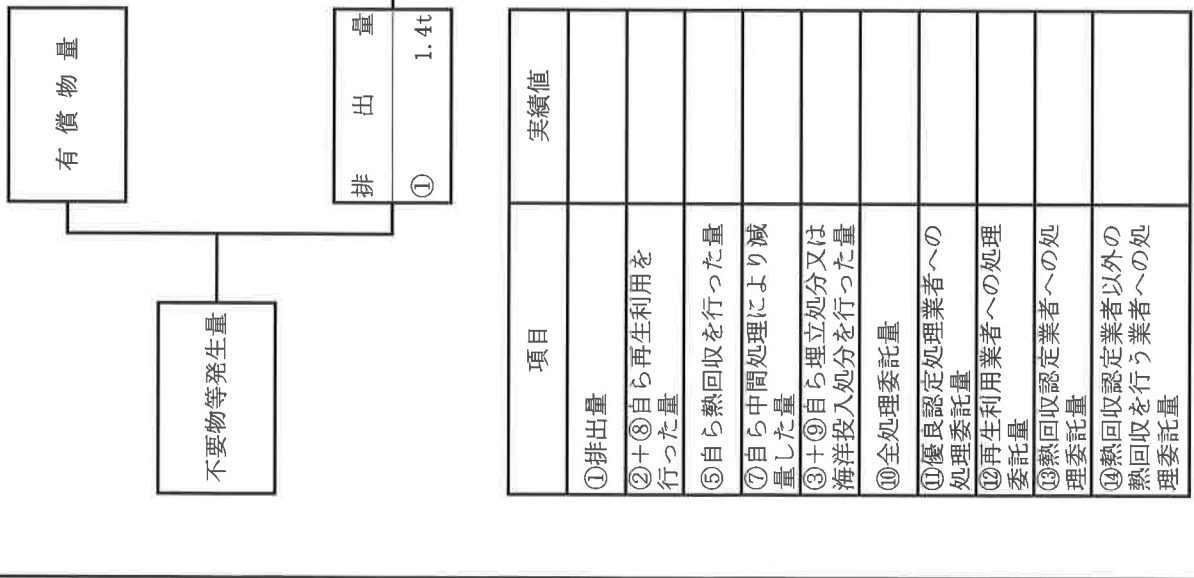 有償物量
排出量
① 1.4t
不要物等発生量
項目
実績値
①排出量
②+⑧自ら再生利用を
行った量
⑤自ら熱回収を行った量
⑦自ら中間処理により減
量した量
③+⑨自ら埋立処分又は
海洋投入処分を行った量
⑩全処理委託量
⑪優良認定処理業者への
処理委託量
⑫再生利用業者への処理
委託量
⑬熱回収認定業者への処
理委託量
⑭熱回収認定業者以外の
熱回収を行う業者への処
理委託量